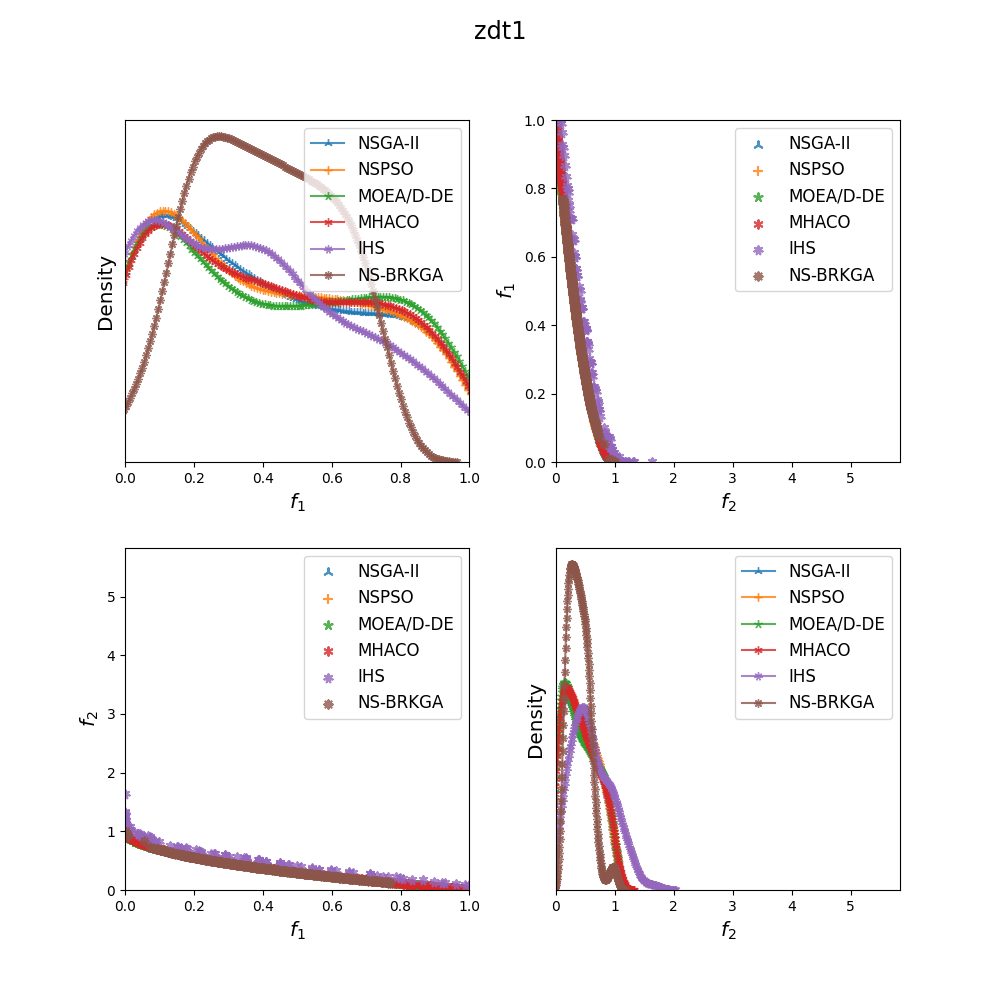 zdt1
Density
NSGA-II
NSPSO
MOEA/D-DE
MHACO
IHS
NS-BRKGA
0.0 0.2 0.4 0.6 0.8 1.0
f1
f1
1.0
0.8
0.6
0.4
0.2
0.0
NSGA-II
NSPSO
MOEA/D-DE
MHACO
IHS
NS-BRKGA
0 1 2 3 4 5
f2
f2
5
4
3
2
1
0
NSGA-II
NSPSO
MOEA/D-DE
MHACO
IHS
NS-BRKGA
0.0 0.2 0.4 0.6 0.8 1.0
f1
Density
NSGA-II
NSPSO
MOEA/D-DE
MHACO
IHS
NS-BRKGA
0 1 2 3 4 5
f2